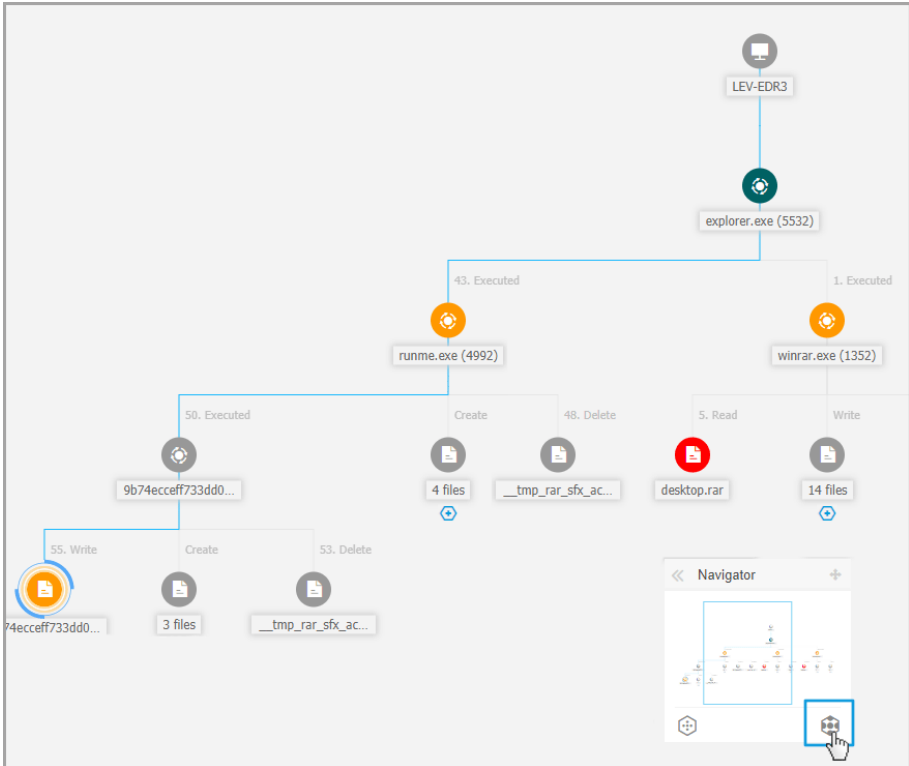 LEV-EDR3
explorer.exe (5532)
43. Executed
1. Executed
runme.exe (4992)
winrar.exe (1352)
50. Executed
Create
48. Delete
5. Read
Write
9b74ecceff733dd0...
4 files
__tmp_rar_sfx_ac...
desktop.rar
14 files
55. Write
Create
53. Delete
74ecceff733dd0...
3 files
__tmp_rar_sfx_ac...
Navigator